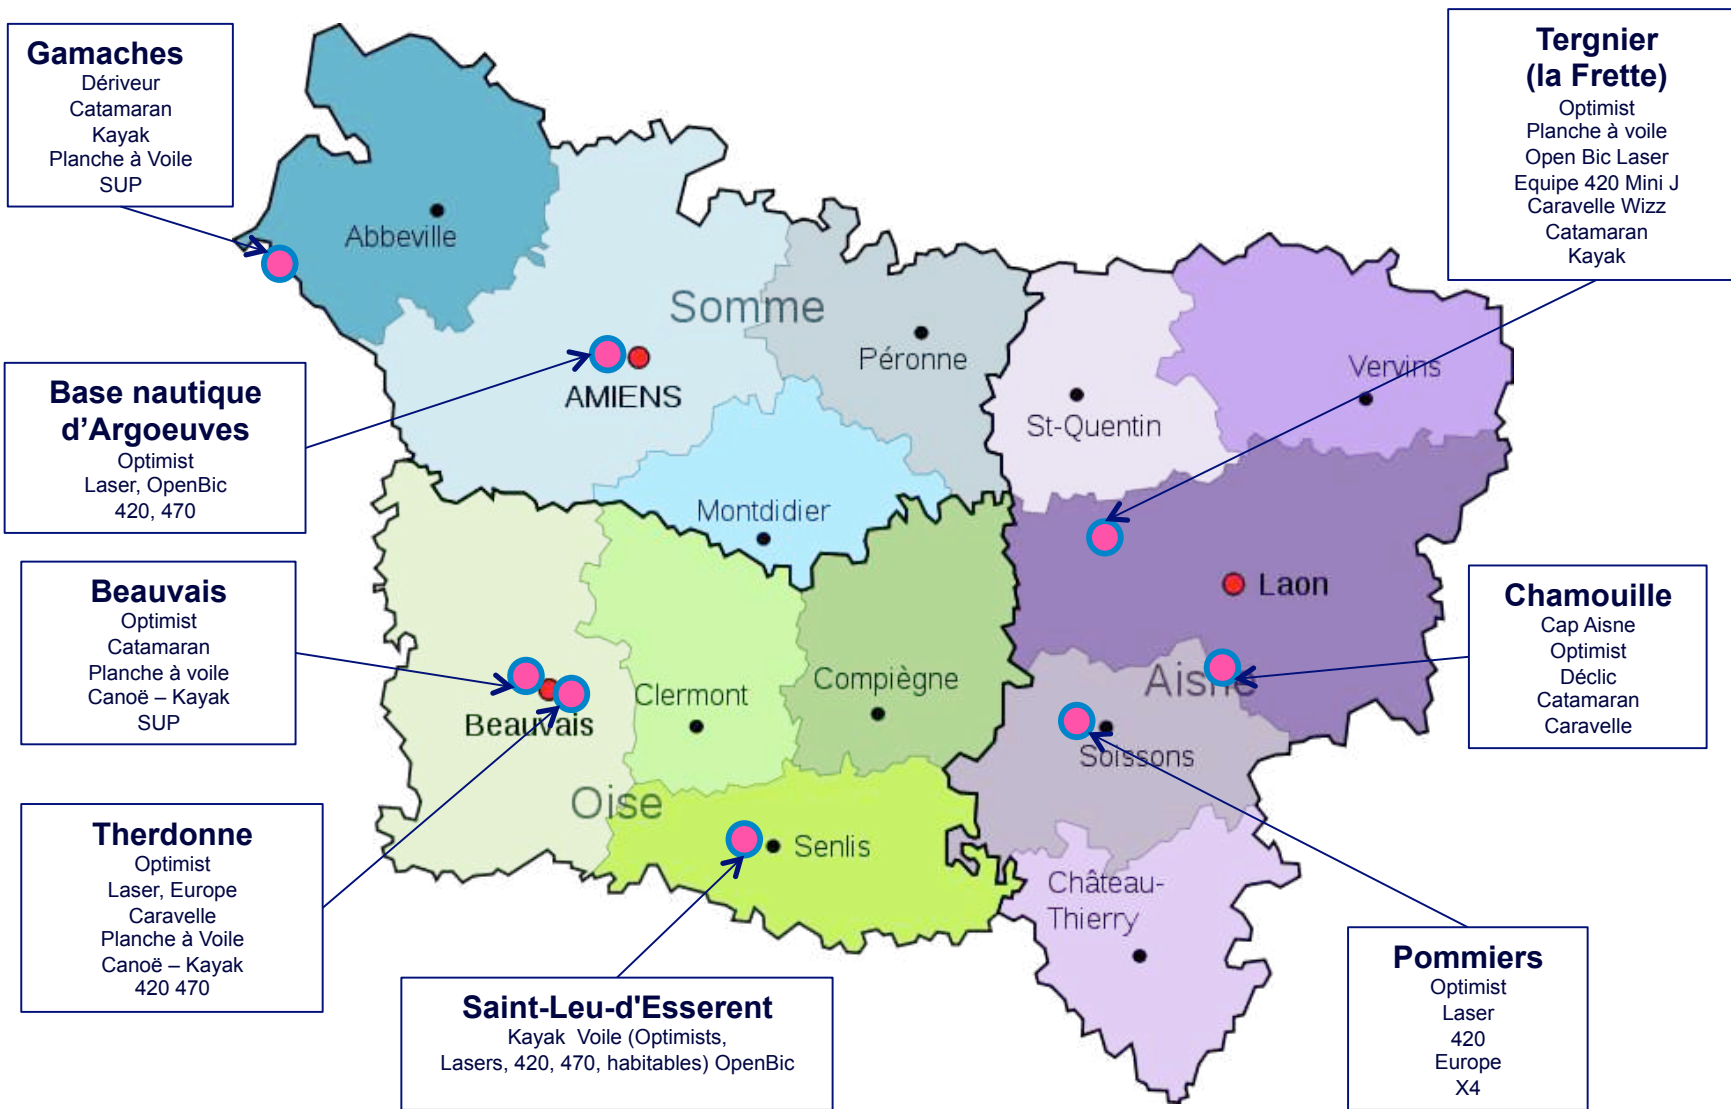 Gamaches
Dériveur
Catamaran
Kayak
Planche à Voile
SUP
Tergnier
(la Frette)
Optimist
Planche à voile
Open Bic Laser
Equipe 420 Mini J
Caravelle Wizz
Catamaran
Kayak
Abbeville
Somme
Péronne
AMIENS
St-Quentin
Vervins
Base nautique
d’Argoeuves
Optimist
Laser, OpenBic
420, 470
Montdidier
Laon
Beauvais
Optimist
Catamaran
Planche à voile
Canoë – Kayak
SUP
Chamouille
Cap Aisne
Optimist
Déclic
Catamaran
Caravelle
Beauvais
Clermont
Compiègne
Aisne
Soissons
Oise
Senlis
Château-
Thierry
Therdonne
Optimist
Laser, Europe
Caravelle
Planche à Voile
Canoë – Kayak
420 470
Saint-Leu-d'Esserent
Kayak  Voile (Optimists,
Lasers, 420, 470, habitables) OpenBic
Pommiers
Optimist
Laser
420
Europe
X4